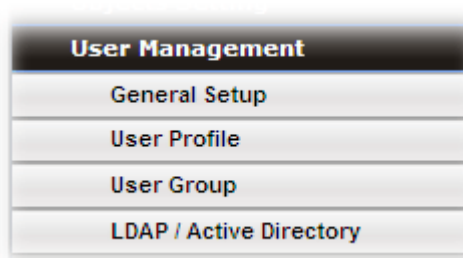 User Management
General Setup
User Profile
User Group
LDAP / Active Directory